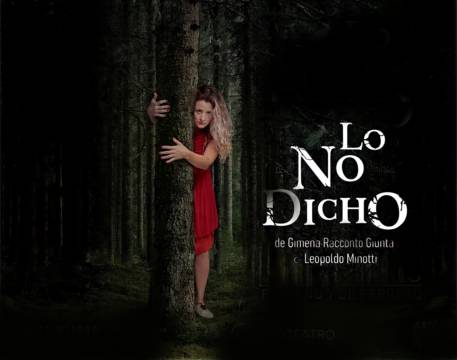 Lo
No
Dicho
de Gimena Racconto Giunta
Leopoldo Minotti